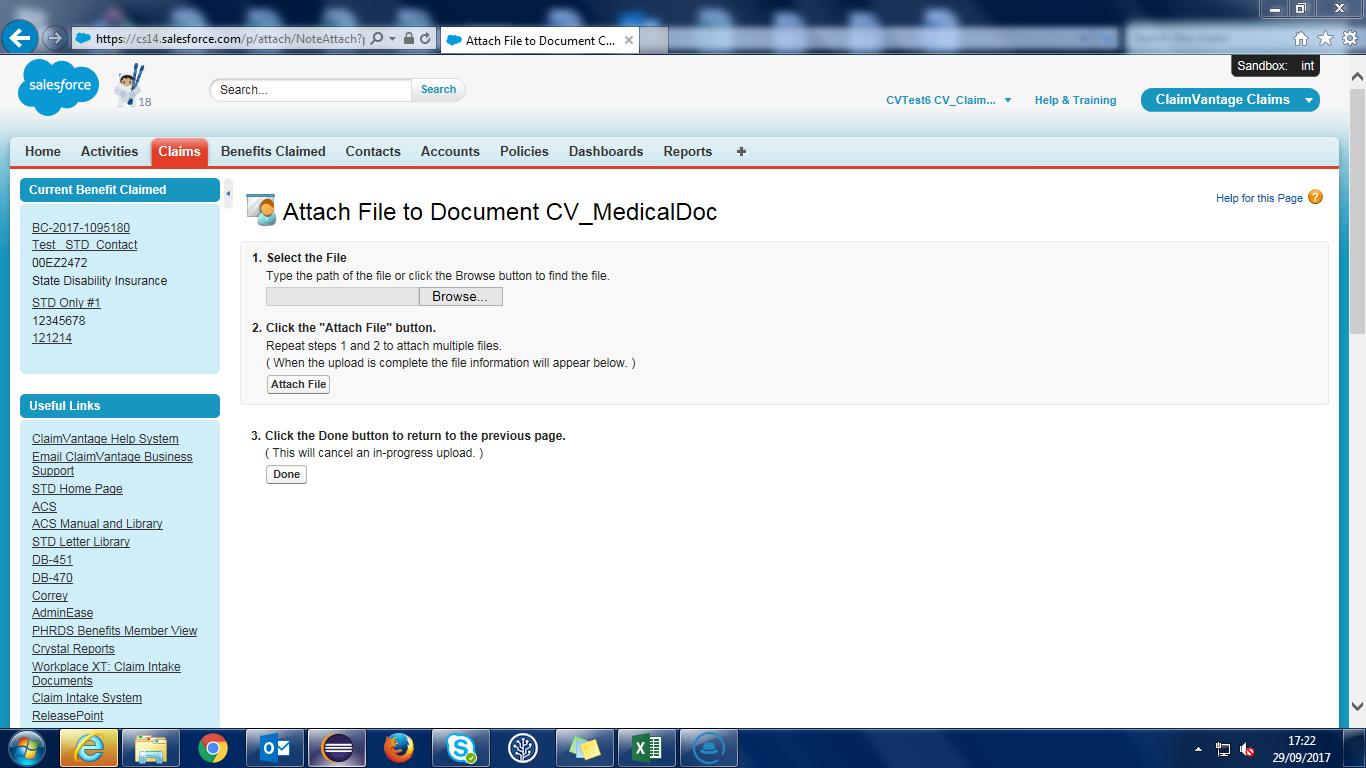 https://cs14.salesforce.com/p/attach/NoteAttach?
Attach File to Document C...
Sandbox: int
salesforce
18
Search...
Search
CVTest6 CV_Claim...
Help & Training
ClaimVantage Claims
Home
Activities
Claims
Benefits Claimed
Contacts
Accounts
Policies
Dashboards
Reports
Current Benefit Claimed
BC-2017-1095180
Test_ STD_Contact
00EZ2472
State Disability Insurance
STD Only #1
12345678
121214
Useful Links
ClaimVantage Help System
Email ClaimVantage Business
Support
STD Home Page
ACS
ACS Manual and Library
STD Letter Library
DB-451
DB-470
Correy
AdminEase
PHRDS Benefits Member View
Crystal Reports
Workplace XT: Claim Intake
Documents
Claim Intake System
ReleasePoint
Attach File to Document CV_MedicalDoc
Help for this Page
1. Select the File
Type the path of the file or click the Browse button to find the file.
Browse...
2. Click the "Attach File" button.
Repeat steps 1 and 2 to attach multiple files.
( When the upload is complete the file information will appear below. )
Attach File
3. Click the Done button to return to the previous page.
( This will cancel an in-progress upload. )
Done
17:22
29/09/2017